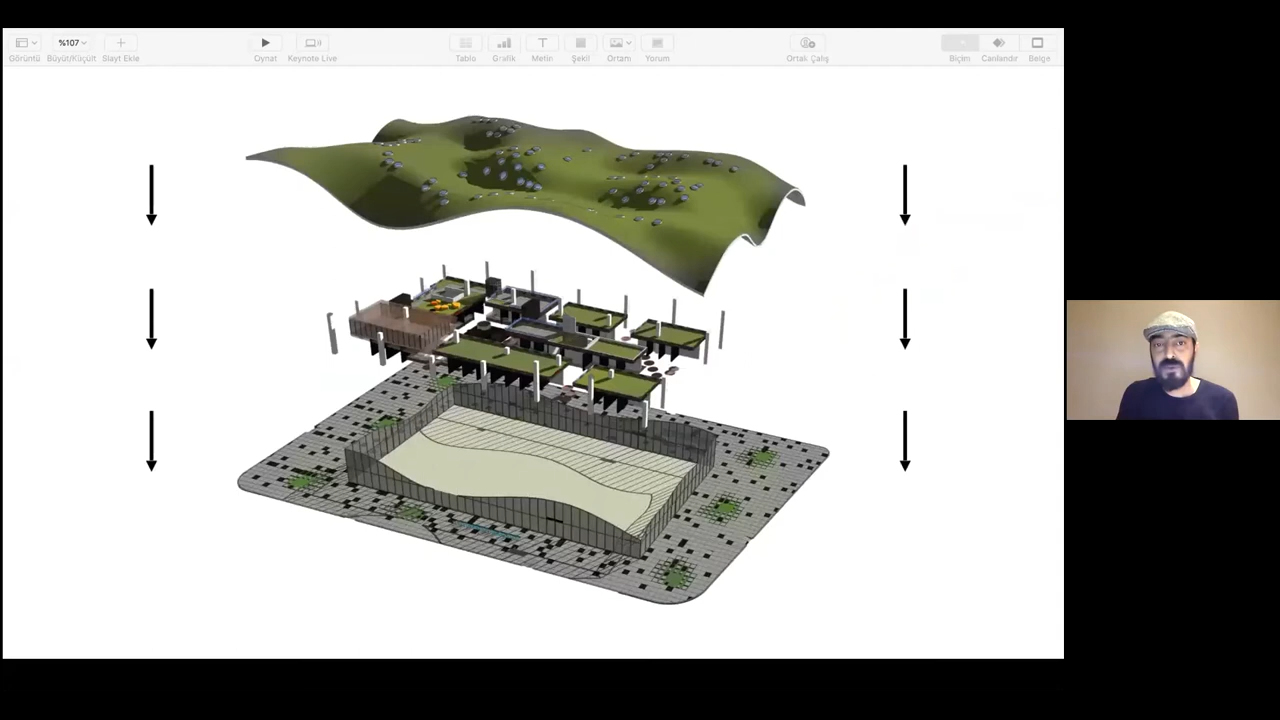 %107
Görüntü Büyüt/Küçült Slayt Ekle Oynat Keynote Live Tablo Grafik Metin Şekil Ortam Yorum Ortak Çalış Biçim Canlandır Belge